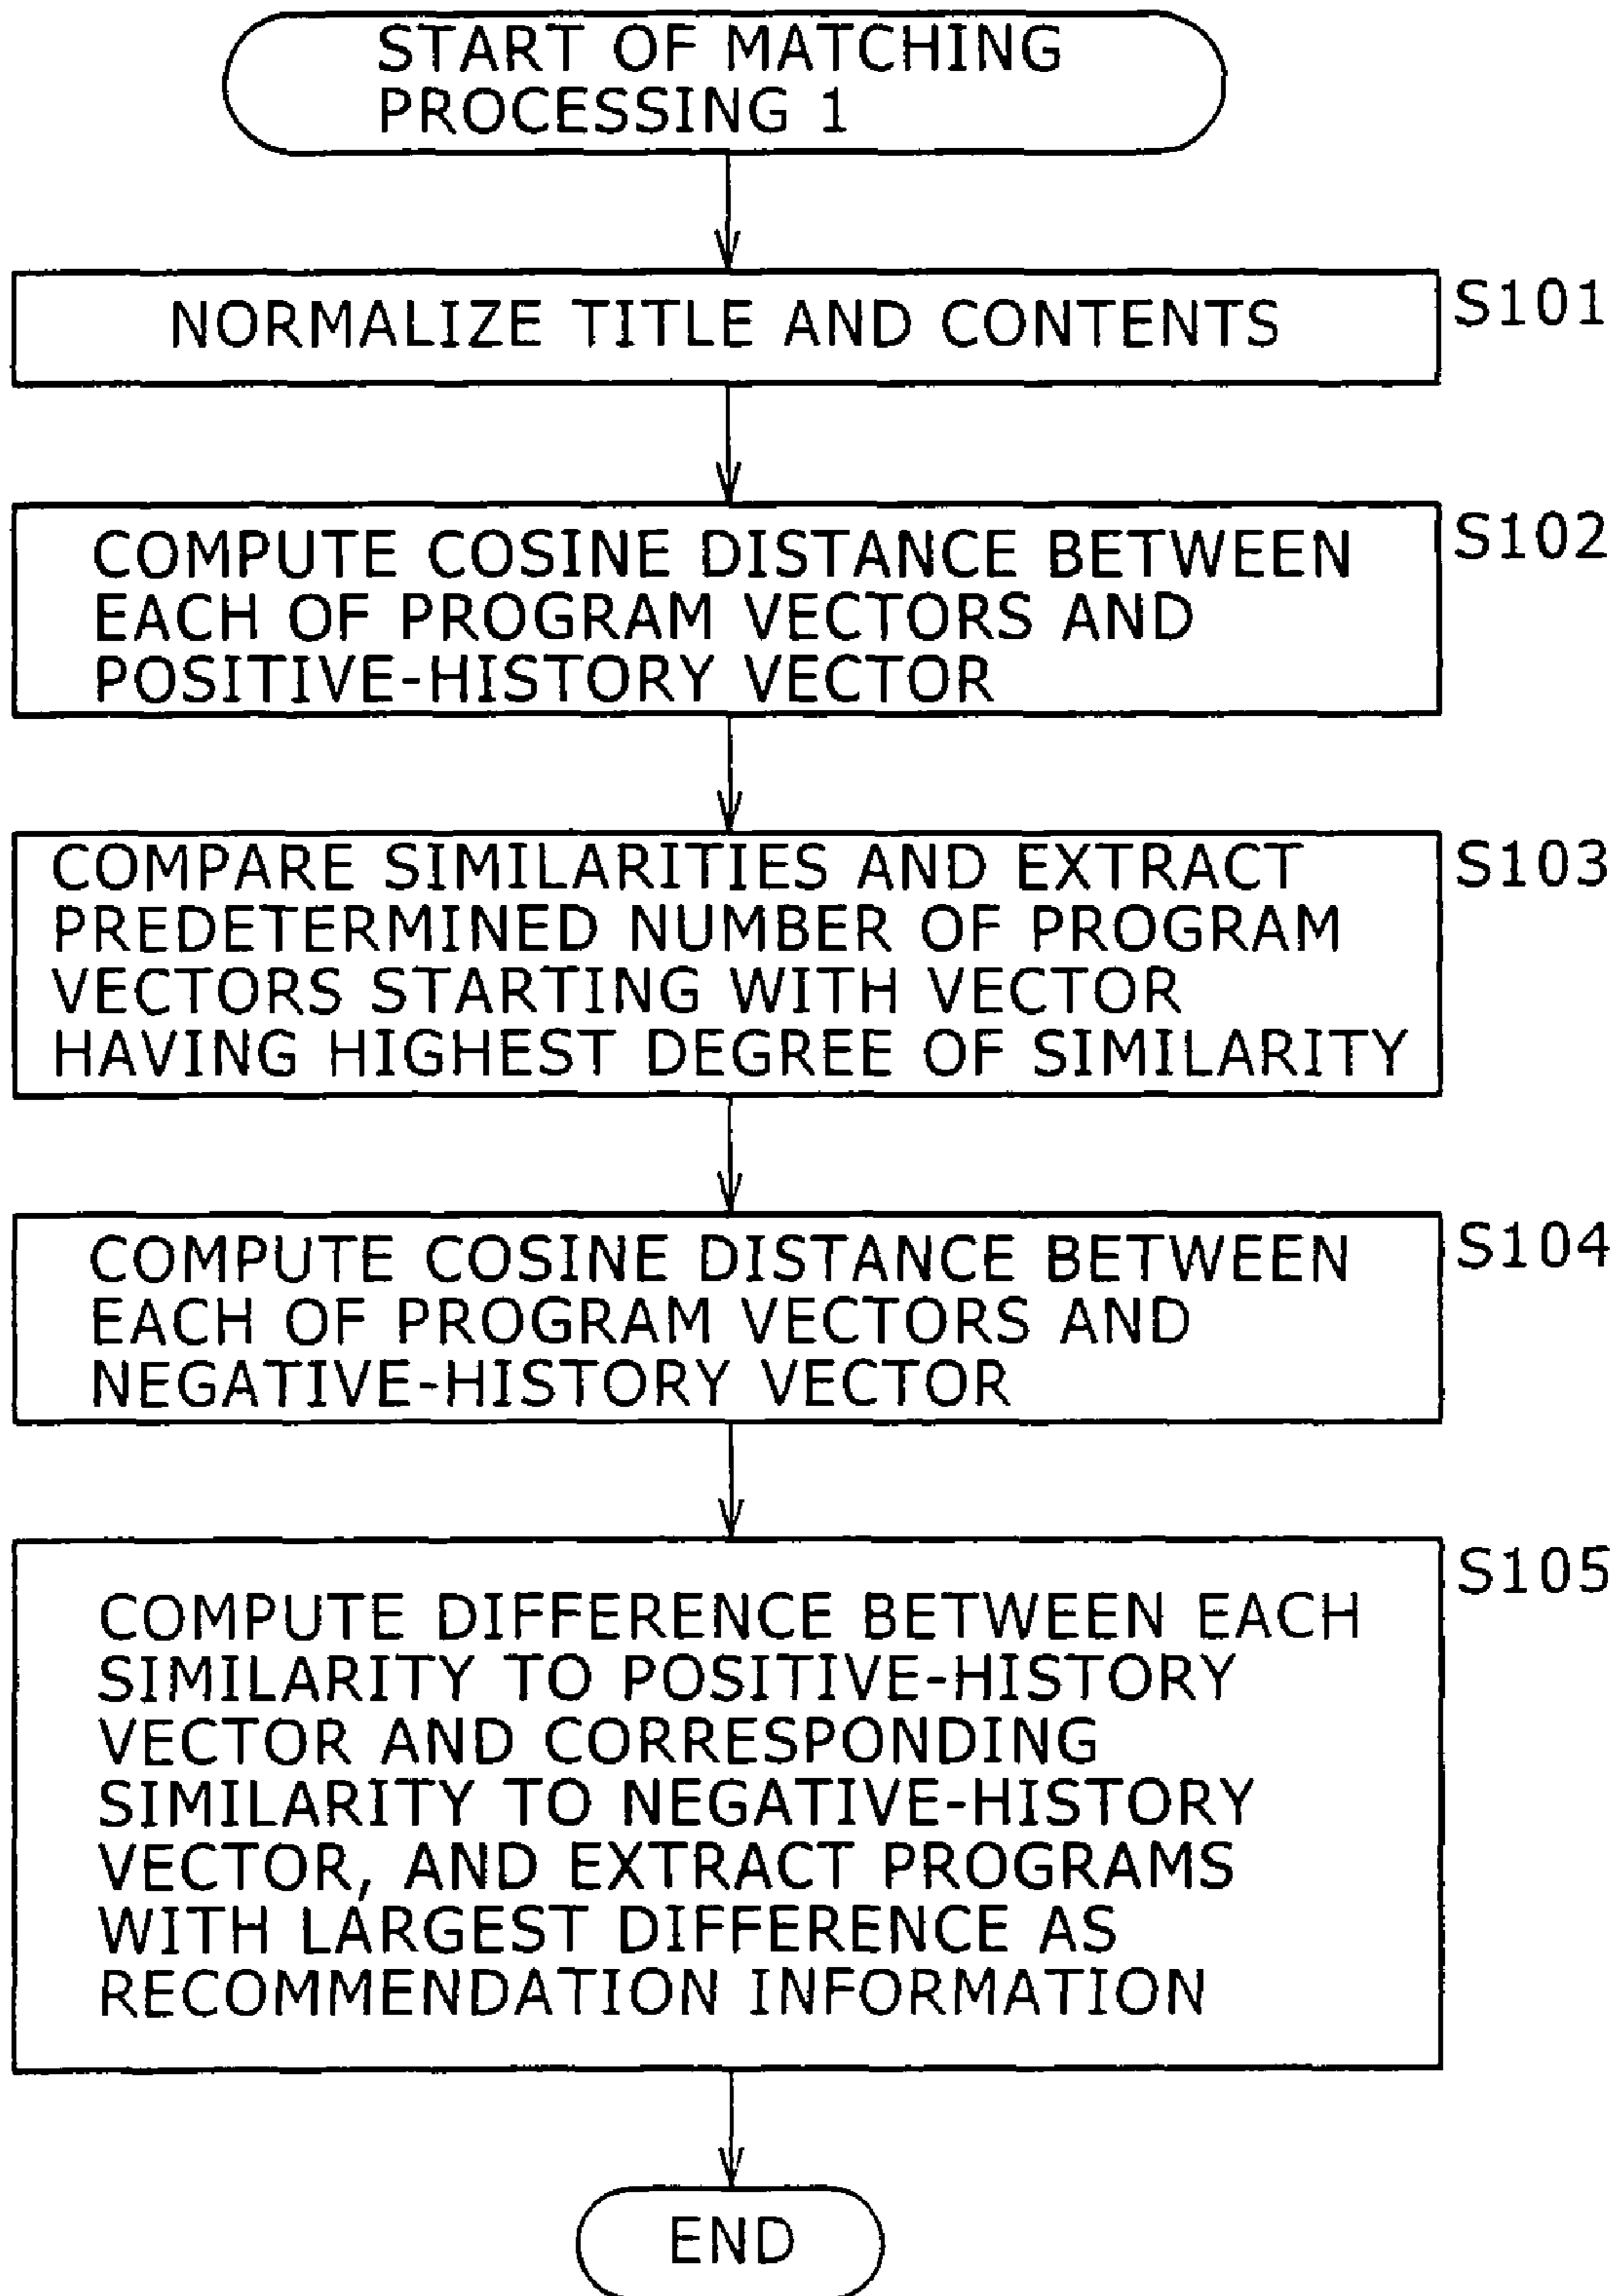 START OF MATCHING
PROCESSING 1
NORMALIZE TITLE AND CONTENTS
S101
COMPUTE COSINE DISTANCE BETWEEN
EACH OF PROGRAM VECTORS AND
POSITIVE-HISTORY VECTOR
S102
COMPARE SIMILARITIES AND EXTRACT
PREDETERMINED NUMBER OF PROGRAM
VECTORS STARTING WITH VECTOR
HAVING HIGHEST DEGREE OF SIMILARITY
S103
COMPUTE COSINE DISTANCE BETWEEN
EACH OF PROGRAM VECTORS AND
NEGATIVE-HISTORY VECTOR
S104
COMPUTE DIFFERENCE BETWEEN EACH
SIMILARITY TO POSITIVE-HISTORY
VECTOR AND CORRESPONDING
SIMILARITY TO NEGATIVE-HISTORY
VECTOR, AND EXTRACT PROGRAMS
WITH LARGEST DIFFERENCE AS
RECOMMENDATION INFORMATION
S105
END